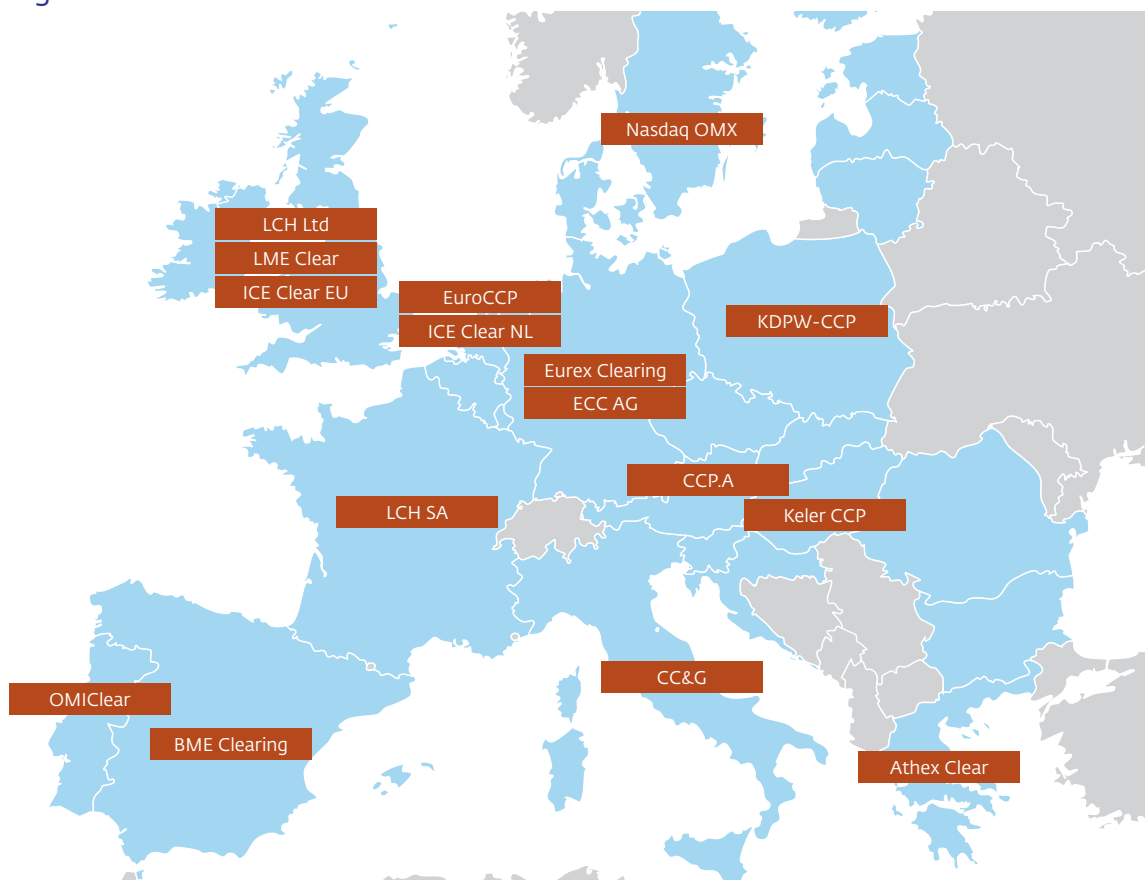 Nasdaq OMX
LCH Ltd
LME Clear
ICE Clear EU
EuroCCP
ICE Clear NL
KDPW-CCP
Eurex Clearing
ECC AG
CCP.A
LCH SA
Keler CCP
CC&G
OMIClear
BME Clearing
Athex Clear